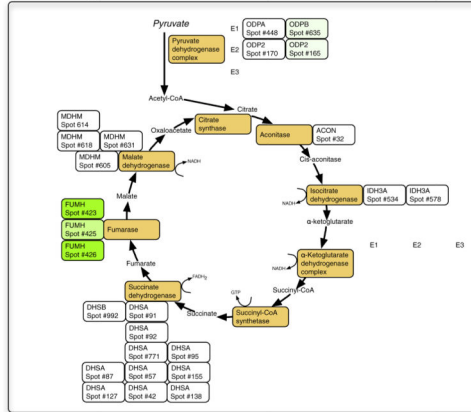 Pyruvate
E1
ODPA
Spot #448
ODPB
Spot #635
Pyruvate
dehydrogenase
complex
E2
ODP2
Spot #170
ODP2
Spot #165
E3
Acetyl-CoA
Citrate
Oxaloacetate
Citrate
synthase
Aconitase
ACON
Spot #32
MDHM
Spot 614
MDHM
Spot #618
MDHM
Spot #631
MDHM
Spot #605
Malate
dehydrogenase
NADH
Cis-aconitase
Isocitrate
dehydrogenase
NADH
IDH3A
Spot #534
IDH3A
Spot #578
Malate
α-ketoglutarate
FUMH
Spot #423
FUMH
Spot #425
FUMH
Spot #426
Fumarase
E1
E2
E3
α-Ketoglutarate
dehydrogenase
complex
NADH
Fumarate
Succinate
dehydrogenase
FADH2
Succinyl-CoA
GTP
Succinate
Succinyl-CoA
synthetase
DHSB
Spot #992
DHSA
Spot #91
DHSA
Spot #92
DHSA
Spot #771
DHSA
Spot #95
DHSA
Spot #87
DHSA
Spot #57
DHSA
Spot #155
DHSA
Spot #127
DHSA
Spot #42
DHSA
Spot #138